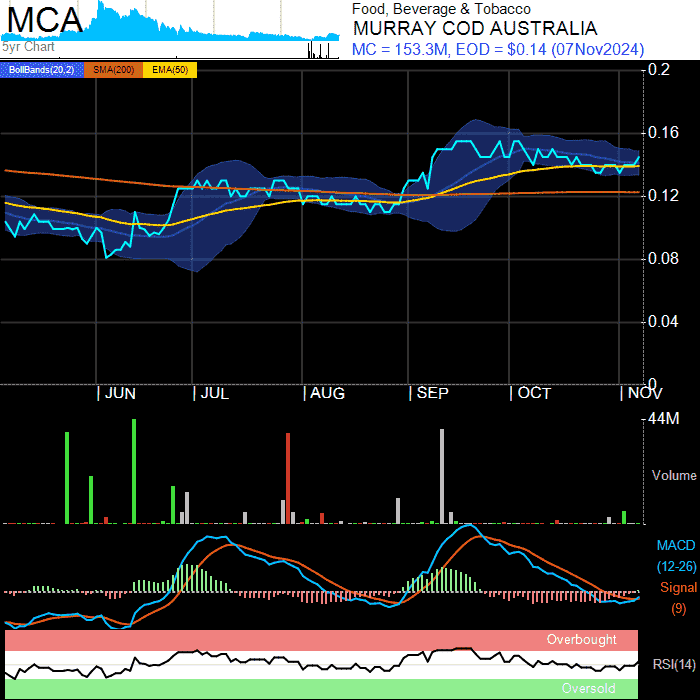 MCA
5yr Chart
Food, Beverage & Tobacco
MURRAY COD AUSTRALIA
MC = 153.3M, EOD = $0.14 (07Nov2024)
BollBands(20,2) SMA(200) EMA(50)
0.2
0.16
0.12
0.08
0.04
0
JUN JUL AUG SEP OCT NOV
44M
Volume
MACD
(12-26)
Signal
(9)
Overbought
RSI(14)
Oversold